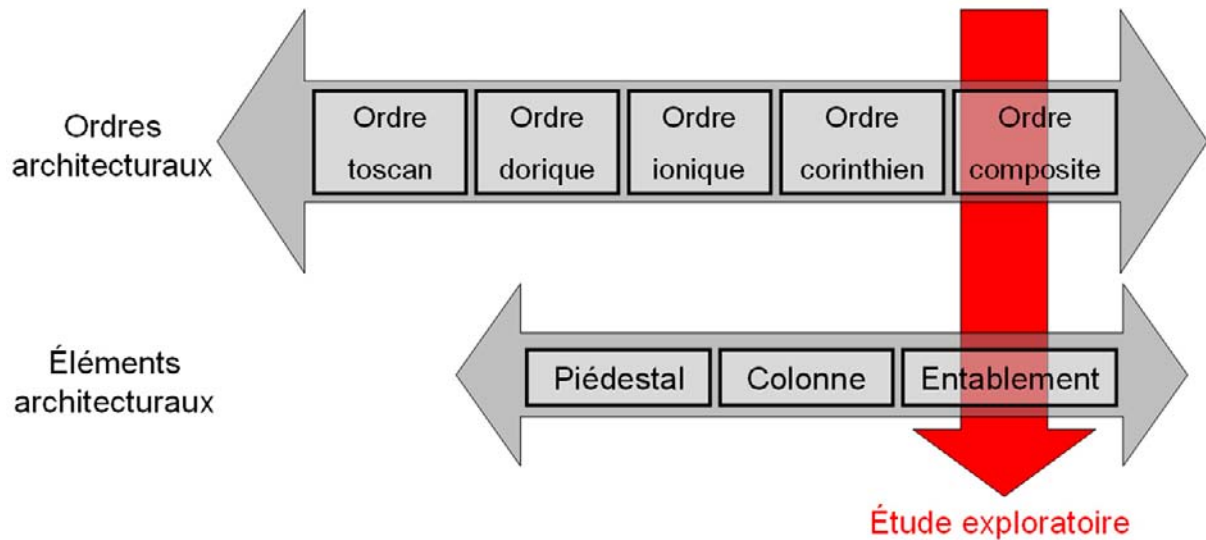 Ordres
architecturaux
Ordre
toscan
Ordre
dorique
Ordre
ionique
Ordre
corinthien
Ordre
composite
Éléments
architecturaux
Piédestal
Colonne
Entablement
Étude exploratoire